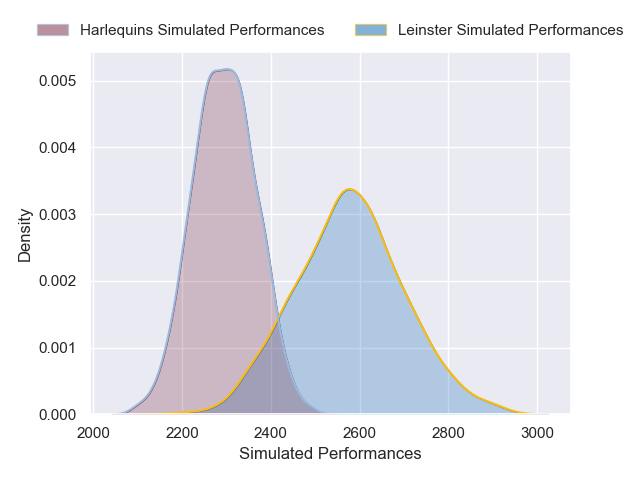 Harlequins Simulated Performances Leinster Simulated Performances
0.005
0.004
0.003
0.002
0.001
0.000
Density
2000 2200 2400 2600 2800 3000
Simulated Performances